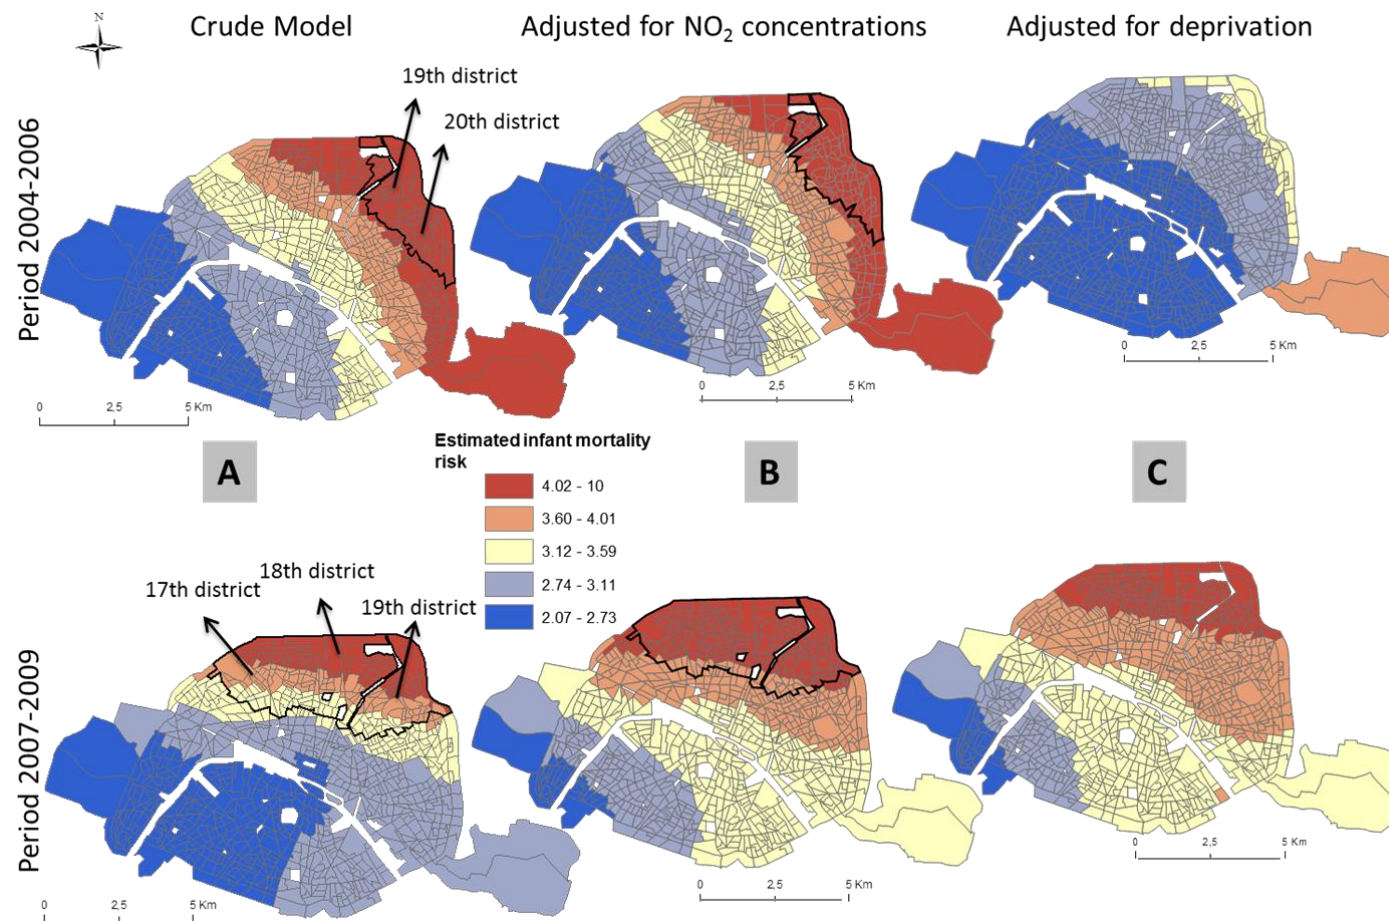 N
Crude Model
Adjusted for NO2 concentrations
Adjusted for deprivation
Period 2004-2006
19th district
20th district
0 2,5 5 Km
0 2,5 5 Km
0 2,5 5 Km
A
B
C
Estimated infant mortality
risk
4.02 - 10
3.60 - 4.01
3.12 - 3.59
2.74 - 3.11
2.07 - 2.73
Period 2007-2009
17th district
18th district
19th district
0 2,5 5 Km
0 2,5 5 Km
0 2,5 5 Km